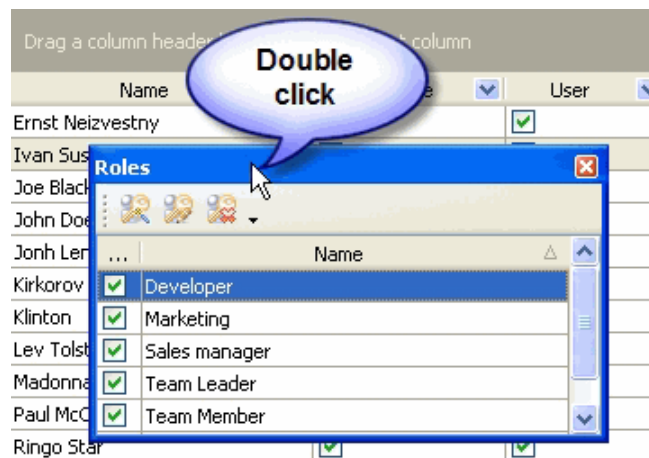 Drag a column header column
Double
click
Name User
Ernst Neizvestny
Ivan Sus
Roles
Joe Black
John Doe
... Name
Jonh Len
Kirkorov
Developer
Klinton
Marketing
Lev Tolst
Sales manager
Madonna
Team Leader
Paul McC
Team Member
Ringo Star